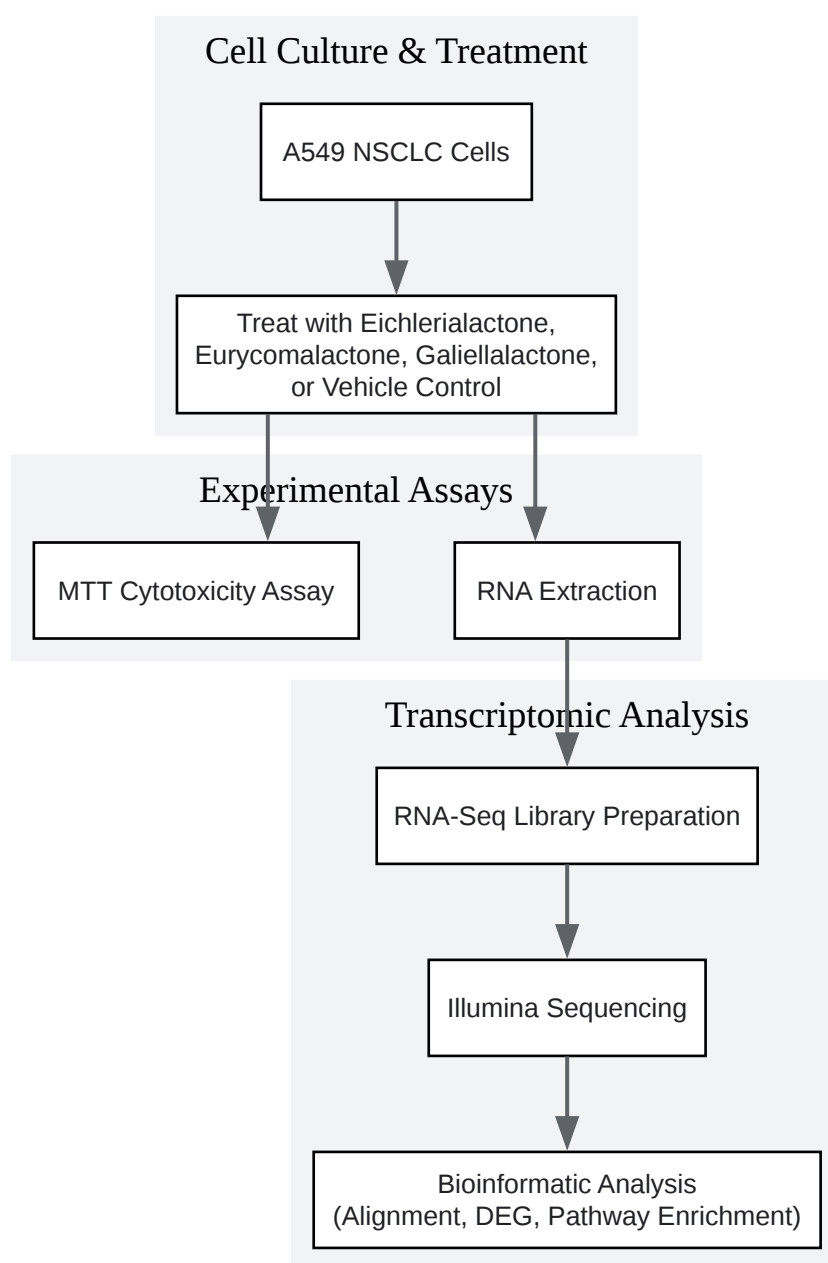 Cell Culture & Treatment
A549 NSCLC Cells
Treat with Eichlerialactone,
Eurycomalactone, Galiellalactone,
or Vehicle Control
Experimental Assays
MTT Cytotoxicity Assay
RNA Extraction
Transcriptomic Analysis
RNA-Seq Library Preparation
Illumina Sequencing
Bioinformatic Analysis
(Alignment, DEG, Pathway Enrichment)